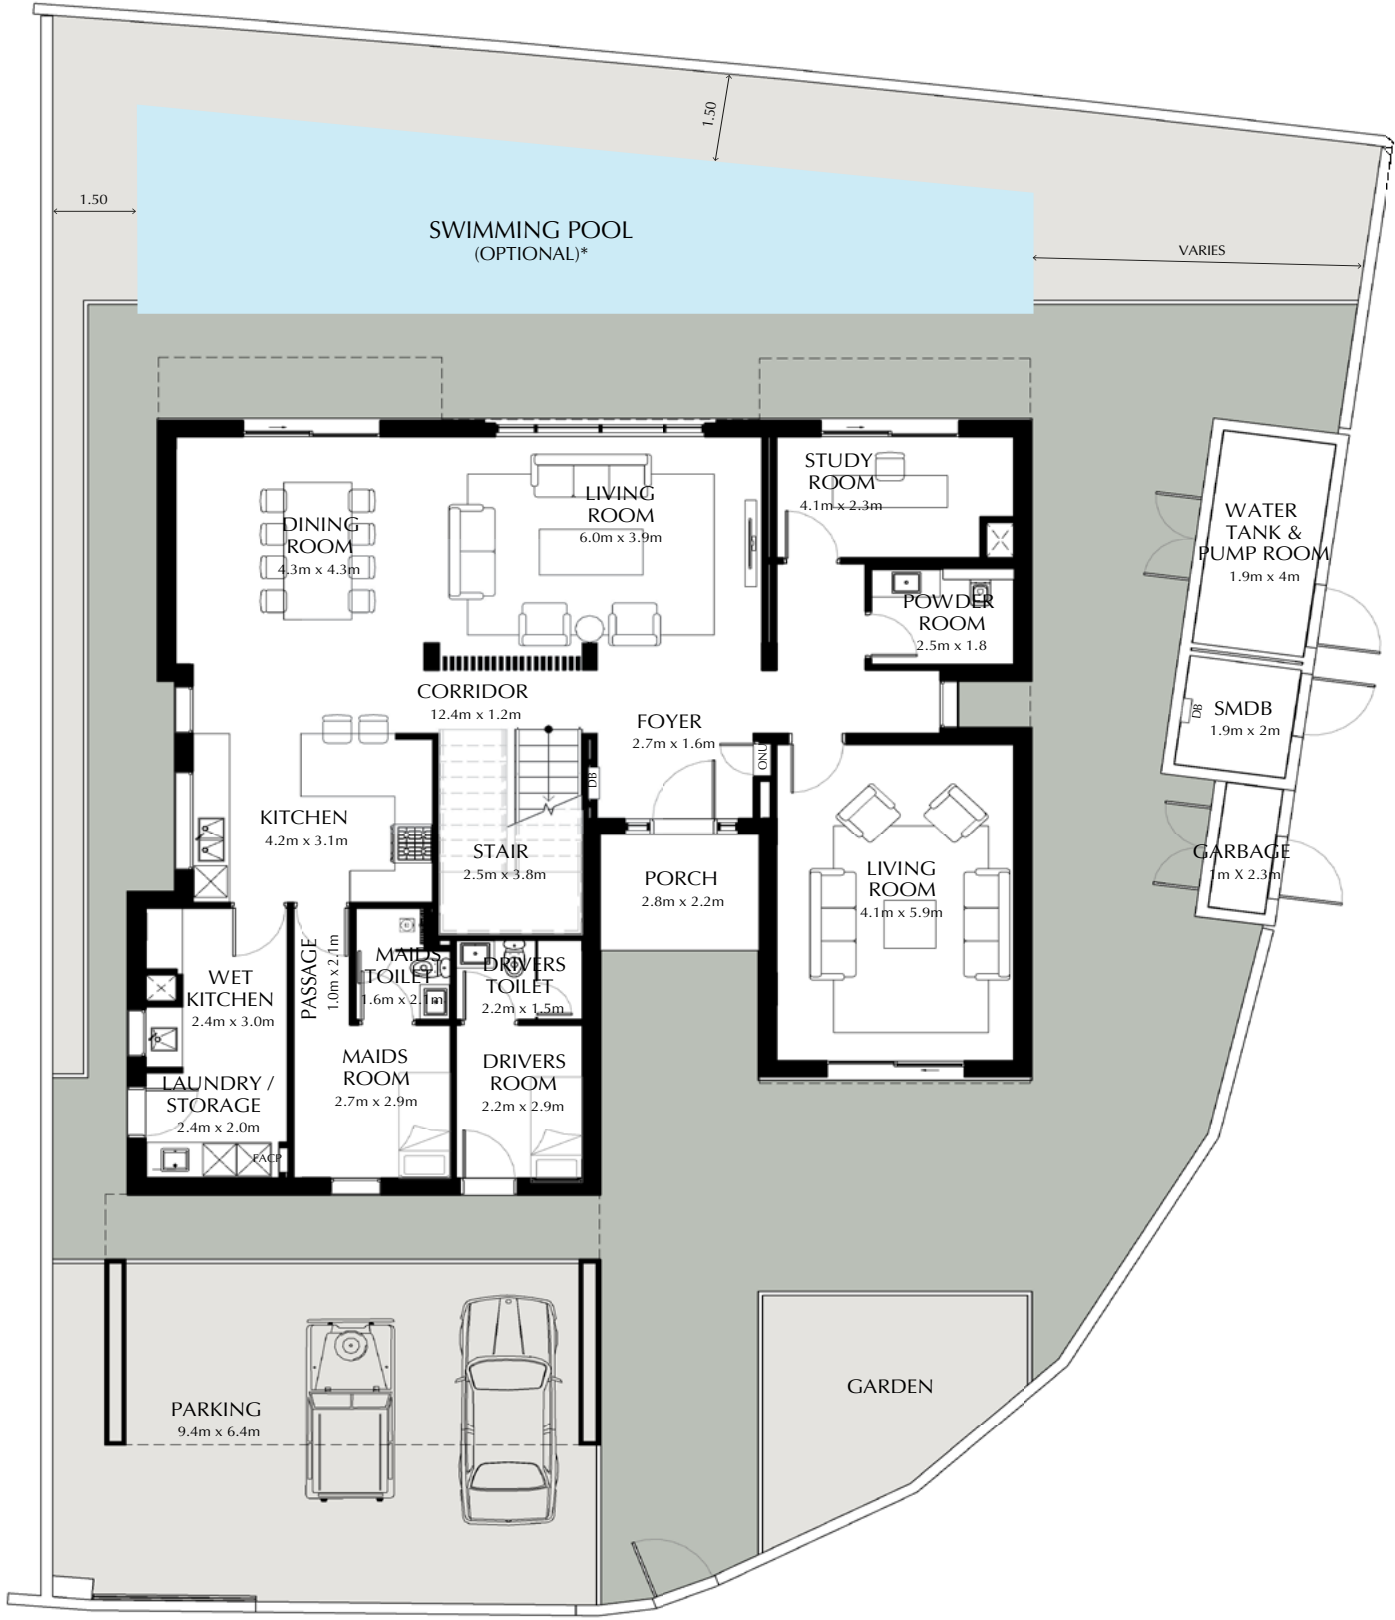 1.50
1.50
SWIMMING POOL
(OPTIONAL)*
VARIES
STUDY
ROOM
4.1m x 2.3m
LIVING
ROOM
6.0m x 3.9m
DINING
ROOM
4.3m x 4.3m
WATER
TANK &
PUMP ROOM
1.9m x 4m
POWDER
ROOM
2.5m x 1.8
CORRIDOR
12.4m x 1.2m
FOYER
2.7m x 1.6m
ONU
DB
SMDB
1.9m x 2m
DB
KITCHEN
4.2m x 3.1m
STAIR
2.5m x 3.8m
PORCH
2.8m x 2.2m
LIVING
ROOM
4.1m x 5.9m
GARBAGE
1m X 2.3m
WET
KITCHEN
2.4m x 3.0m
PASSAGE
1.0m x 2.1m
MAIDS
TOILET
1.6m x 2.1m
DRIVERS
TOILET
2.2m x 1.5m
LAUNDRY /
STORAGE
2.4m x 2.0m
FACP
MAIDS
ROOM
2.7m x 2.9m
DRIVERS
ROOM
2.2m x 2.9m
PARKING
9.4m x 6.4m
GARDEN